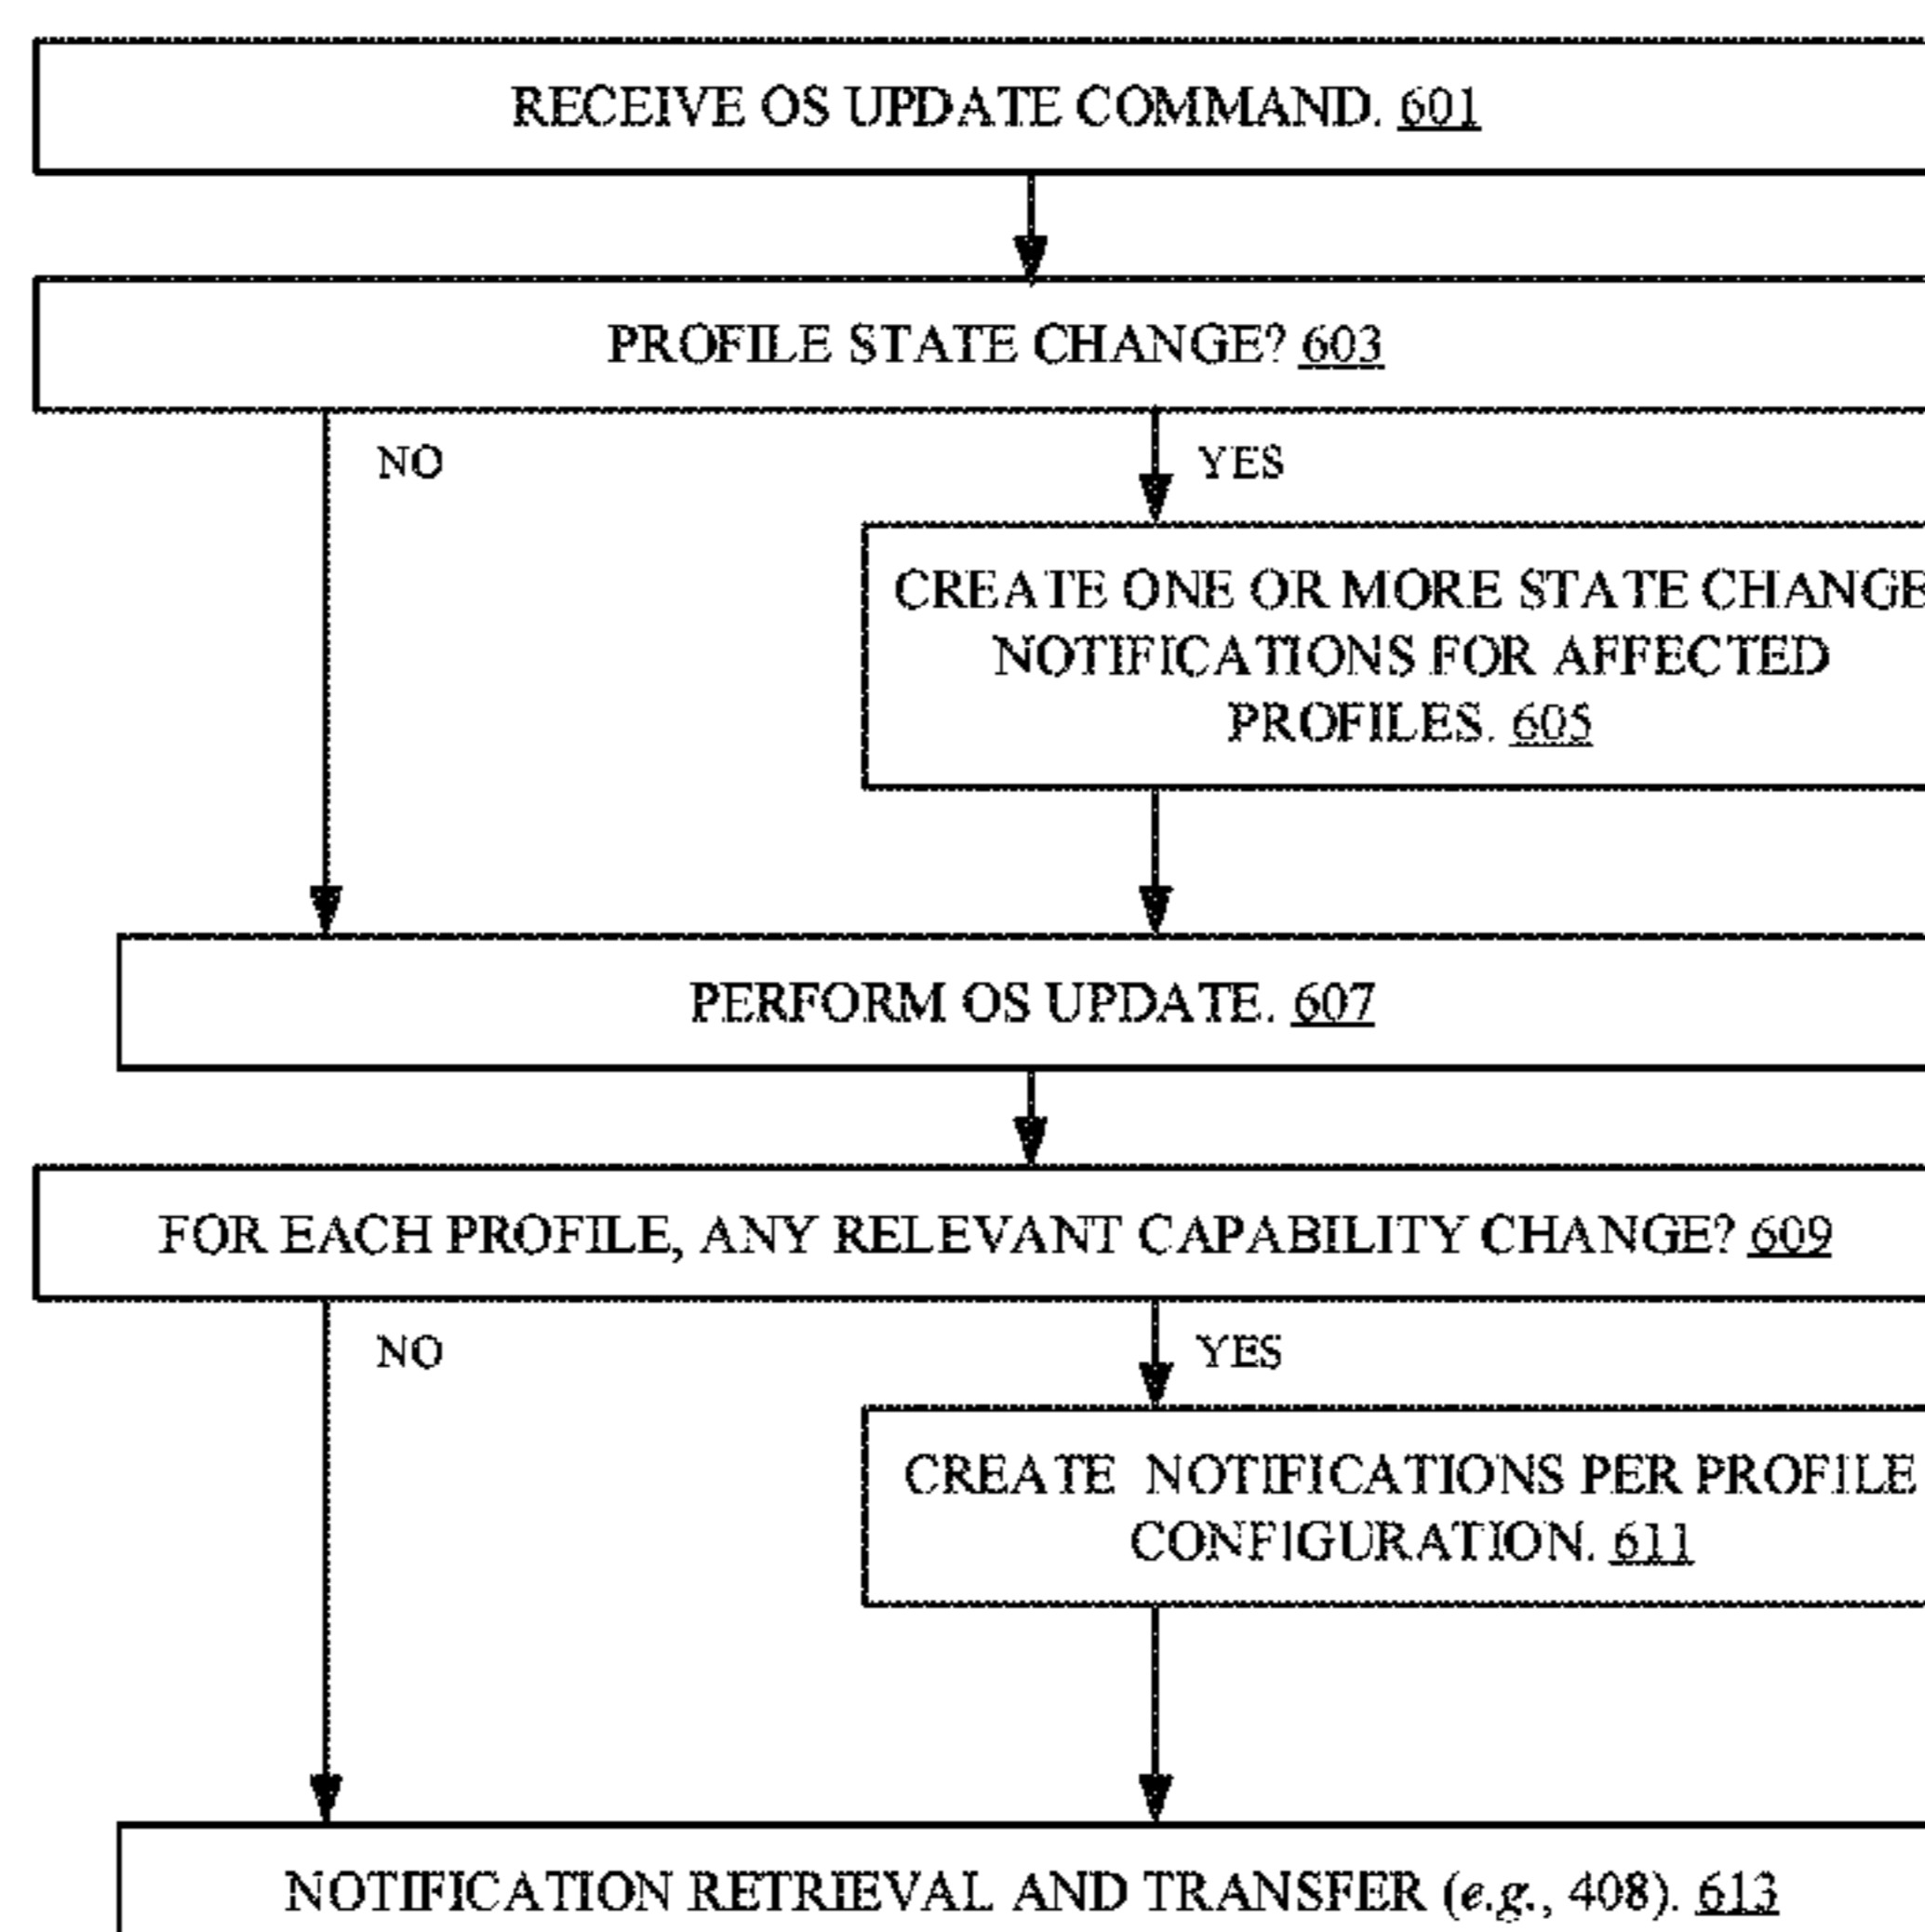 RECEIVE OS UPDATE COMMAND. 601
PROFILE STATE CHANGE? 603
NO
YES
CREATE ONE OR MORE STATE CHANGE
NOTIFICATIONS FOR AFFECTED
PROFILES. 605
PERFORM OS UPDATE. 607
FOR EACH PROFILE, ANY RELEVANT CAPABILITY CHANGE? 609
NO
YES
CREATE NOTIFICATIONS PER PROFILE
CONFIGURATION. 611
NOTIFICATION RETRIEVAL AND TRANSFER (e.g., 408). 613